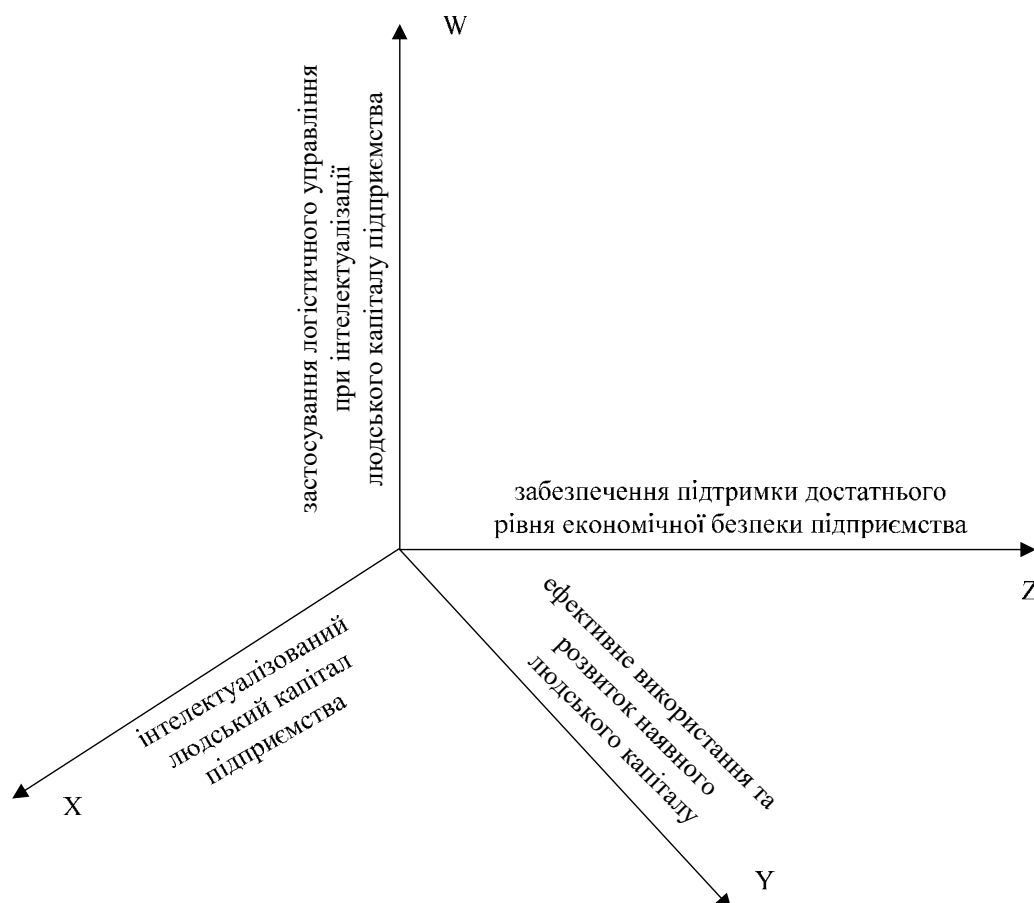 W
застосування логістичного управління
при інтелектуалізації
людського капіталу підприємства
забезпечення підтримки достатнього
рівня економічної безпеки підприємства
Z
ефективне використання та
розвиток наявного
людського капіталу
Y
інтелектуалізований
людський капітал
підприємства
X